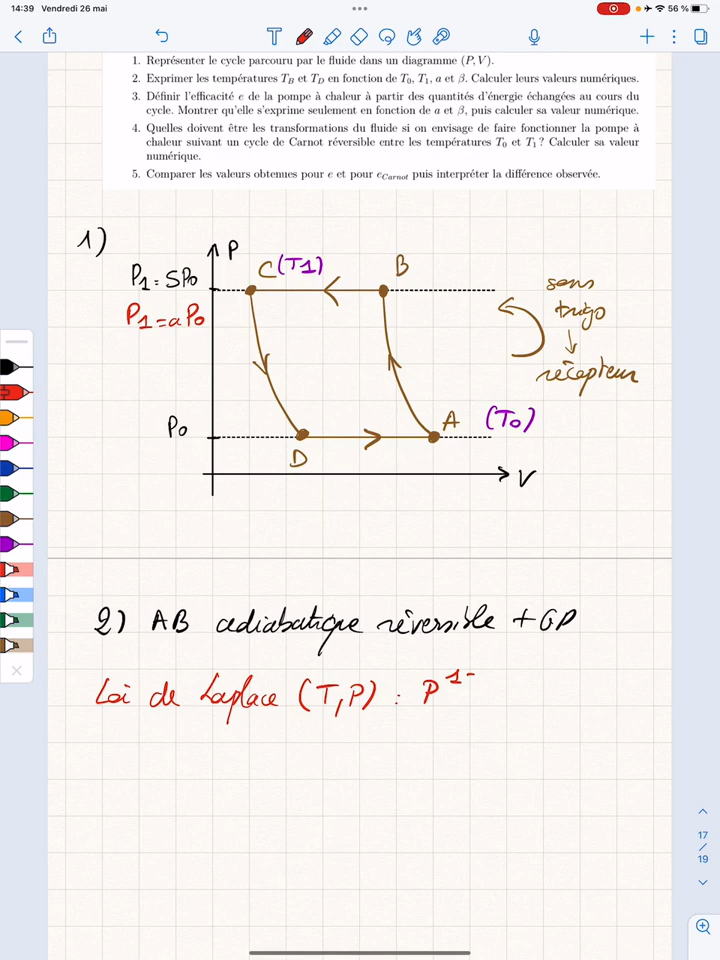 14:39 Vendredi 26 mai
56 %
1. Représenter le cycle parcouru par le fluide dans un diagramme (P, V).
2. Exprimer les températures T_B et T_D en fonction de T_0, T_1, a et β. Calculer leurs valeurs numériques.
3. Définir l'efficacité e de la pompe à chaleur à partir des quantités d'énergie échangées au cours du
cycle. Montrer qu'elle s'exprime seulement en fonction de a et β, puis calculer sa valeur numérique.
4. Quelles doivent être les transformations du fluide si on envisage de faire fonctionner la pompe à
chaleur suivant un cycle de Carnot réversible entre les températures T_0 et T_1 ? Calculer sa valeur
numérique.
5. Comparer les valeurs obtenues pour e et pour e_Carnot puis interpréter la différence observée.
1)
P
C (T1)
B
P1 = 5P0
P1 = a P0
sens
trigo
↓
récepteur
P0
A (T0)
D
V
2) AB adiabatique réversible + GP
Loi de Laplace (T, P) : P^1-
17
/
19